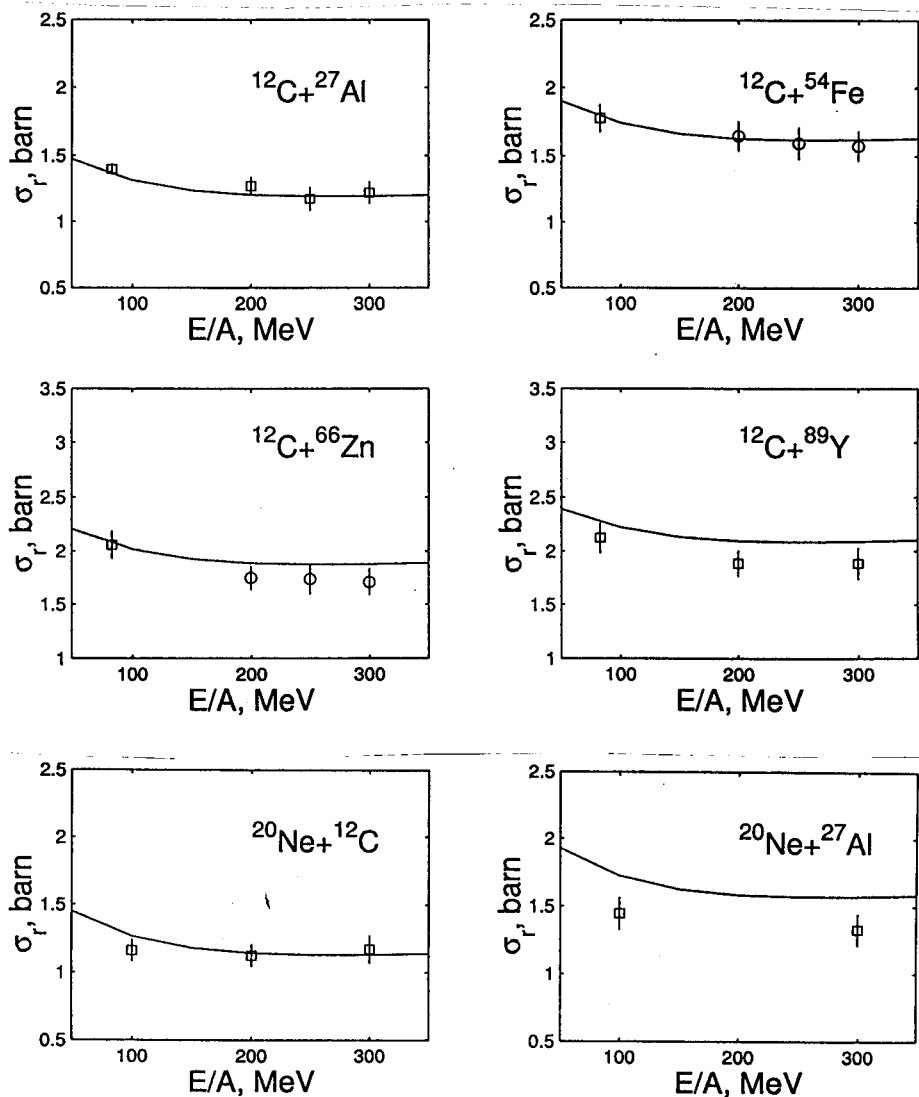 2.5
2
1.5
1
0.5
σr, barn
¹²C+²⁷Al
100 200 300
E/A, MeV
2.5
2
1.5
1
0.5
σr, barn
¹²C+⁵⁴Fe
100 200 300
E/A, MeV
3.5
3
2.5
2
1.5
1
σr, barn
¹²C+⁶⁶Zn
100 200 300
E/A, MeV
3.5
3
2.5
2
1.5
1
σr, barn
¹²C+⁸⁹Y
100 200 300
E/A, MeV
2.5
2
1.5
1
0.5
σr, barn
²⁰Ne+¹²C
100 200 300
E/A, MeV
2.5
2
1.5
1
0.5
σr, barn
²⁰Ne+²⁷Al
100 200 300
E/A, MeV